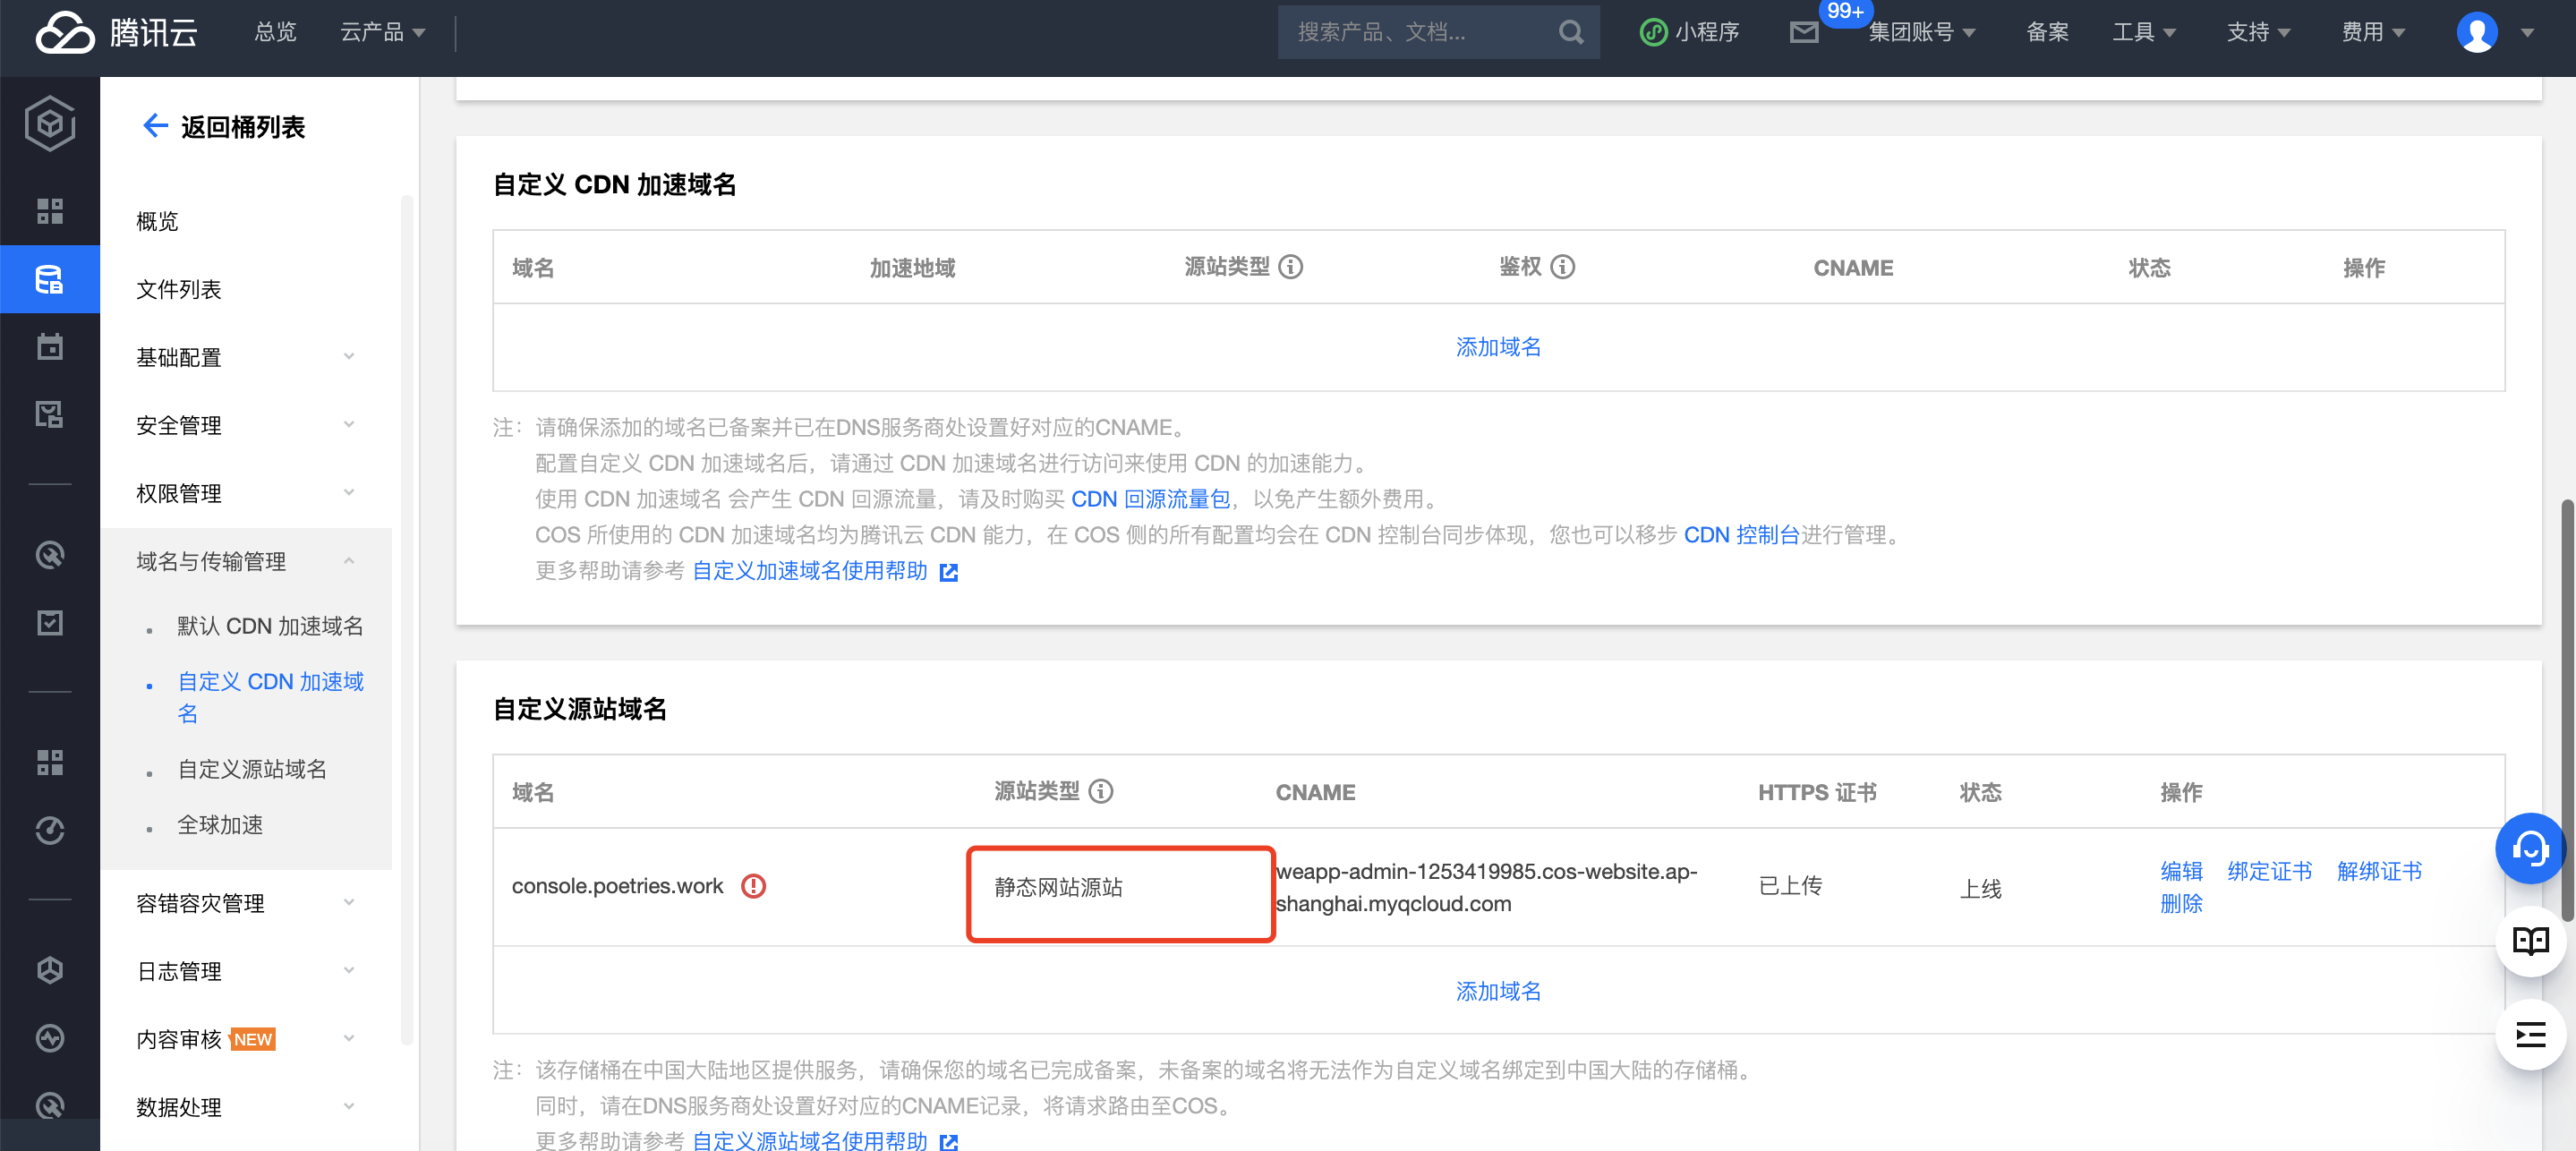 腾讯云
总览
云产品
搜索产品、文档...
小程序
99+
集团账号
备案
工具
支持
费用
返回桶列表
概览
文件列表
基础配置
安全管理
权限管理
域名与传输管理
默认 CDN 加速域名
自定义 CDN 加速域
名
自定义源站域名
全球加速
容错容灾管理
日志管理
内容审核 NEW
数据处理
自定义 CDN 加速域名
域名 加速地域 源站类型 鉴权 CNAME 状态 操作
添加域名
注：请确保添加的域名已备案并已在DNS服务商处设置好对应的CNAME。
配置自定义 CDN 加速域名后，请通过 CDN 加速域名进行访问来使用 CDN 的加速能力。
使用 CDN 加速域名 会产生 CDN 回源流量，请及时购买 CDN 回源流量包，以免产生额外费用。
COS 所使用的 CDN 加速域名均为腾讯云 CDN 能力，在 COS 侧的所有配置均会在 CDN 控制台同步体现，您也可以移步 CDN 控制台进行管理。
更多帮助请参考 自定义加速域名使用帮助
自定义源站域名
域名 源站类型 CNAME HTTPS 证书 状态 操作
console.poetries.work 静态网站源站 weapp-admin-1253419985.cos-website.ap-
shanghai.myqcloud.com 已上传 上线 编辑 绑定证书 解绑证书
删除
添加域名
注：该存储桶在中国大陆地区提供服务，请确保您的域名已完成备案，未备案的域名将无法作为自定义域名绑定到中国大陆的存储桶。
同时，请在DNS服务商处设置好对应的CNAME记录，将请求路由至COS。
更多帮助请参考 自定义源站域名使用帮助